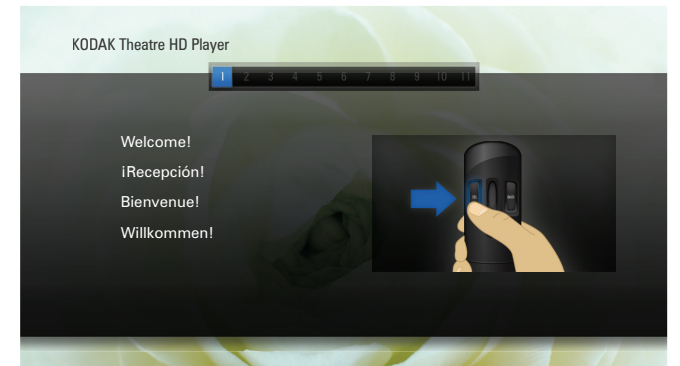 KODAK Theatre HD Player
1 2 3 4 5 6 7 8 9 10 11
Welcome!
¡Recepción!
Bienvenue!
Willkommen!